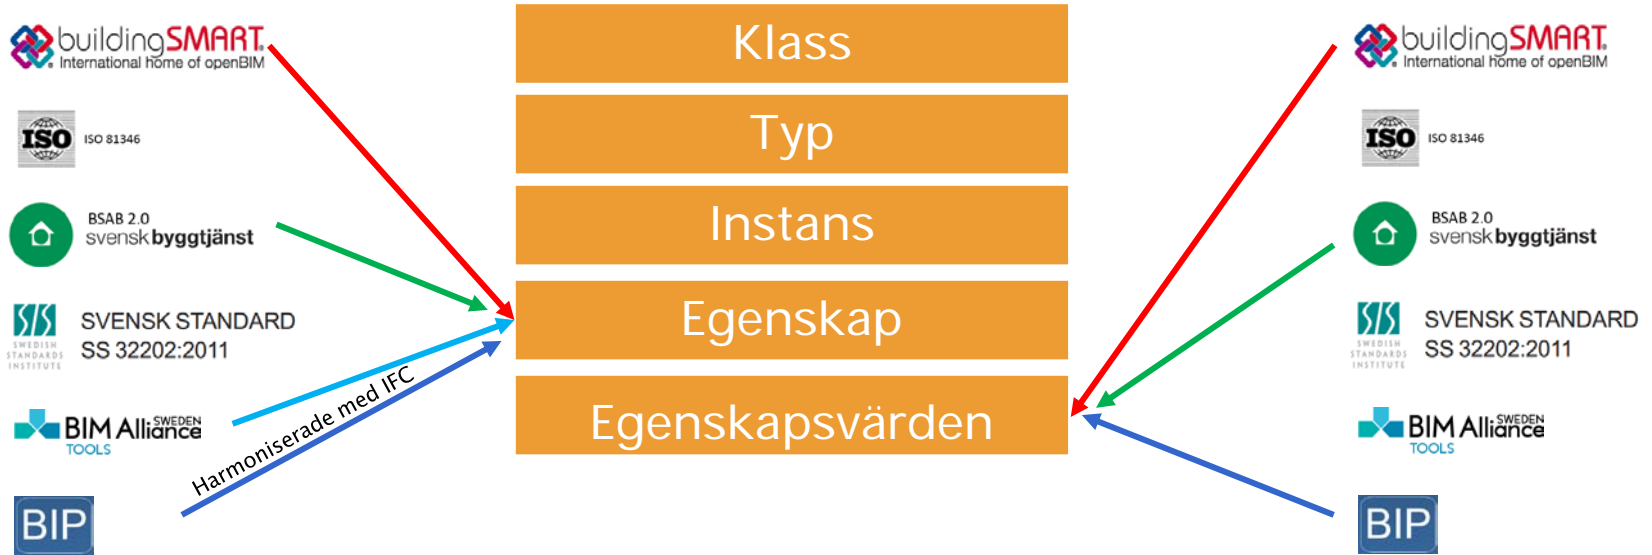 buildingSMART®
International home of openBIM
ISO
ISO 81346
BSAB 2.0
svensk byggtjänst
SIS
SWEDISH
STANDARDS
INSTITUTE
SVENSK STANDARD
SS 32202:2011
BIM Alliance SWEDEN
TOOLS
BIP
Harmoniserade med IFC
Klass
Typ
Instans
Egenskap
Egenskapsvärden
buildingSMART®
International home of openBIM
ISO
ISO 81346
BSAB 2.0
svensk byggtjänst
SIS
SWEDISH
STANDARDS
INSTITUTE
SVENSK STANDARD
SS 32202:2011
BIM Alliance SWEDEN
TOOLS
BIP